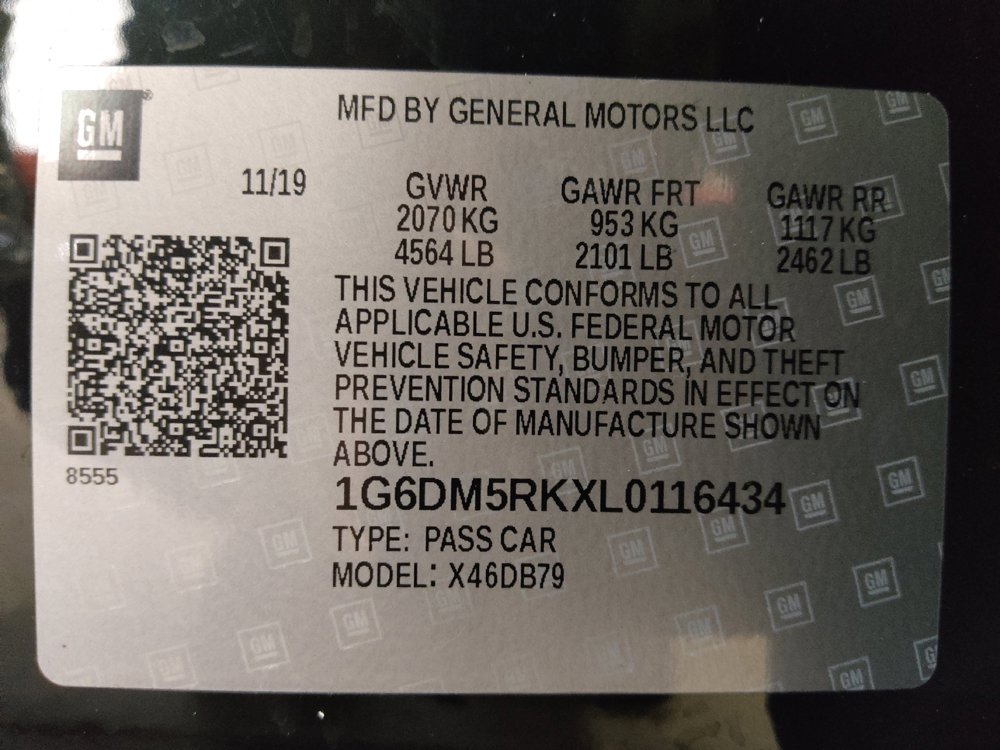 GM
MFD BY GENERAL MOTORS LLC
11/19 GVWR GAWR FRT GAWR RR
2070 KG 953 KG 1117 KG
4564 LB 2101 LB 2462 LB
THIS VEHICLE CONFORMS TO ALL
APPLICABLE U.S. FEDERAL MOTOR
VEHICLE SAFETY, BUMPER, AND THEFT
PREVENTION STANDARDS IN EFFECT ON
THE DATE OF MANUFACTURE SHOWN
ABOVE.
8555
1G6DM5RKXL0116434
TYPE: PASS CAR
MODEL: X46DB79